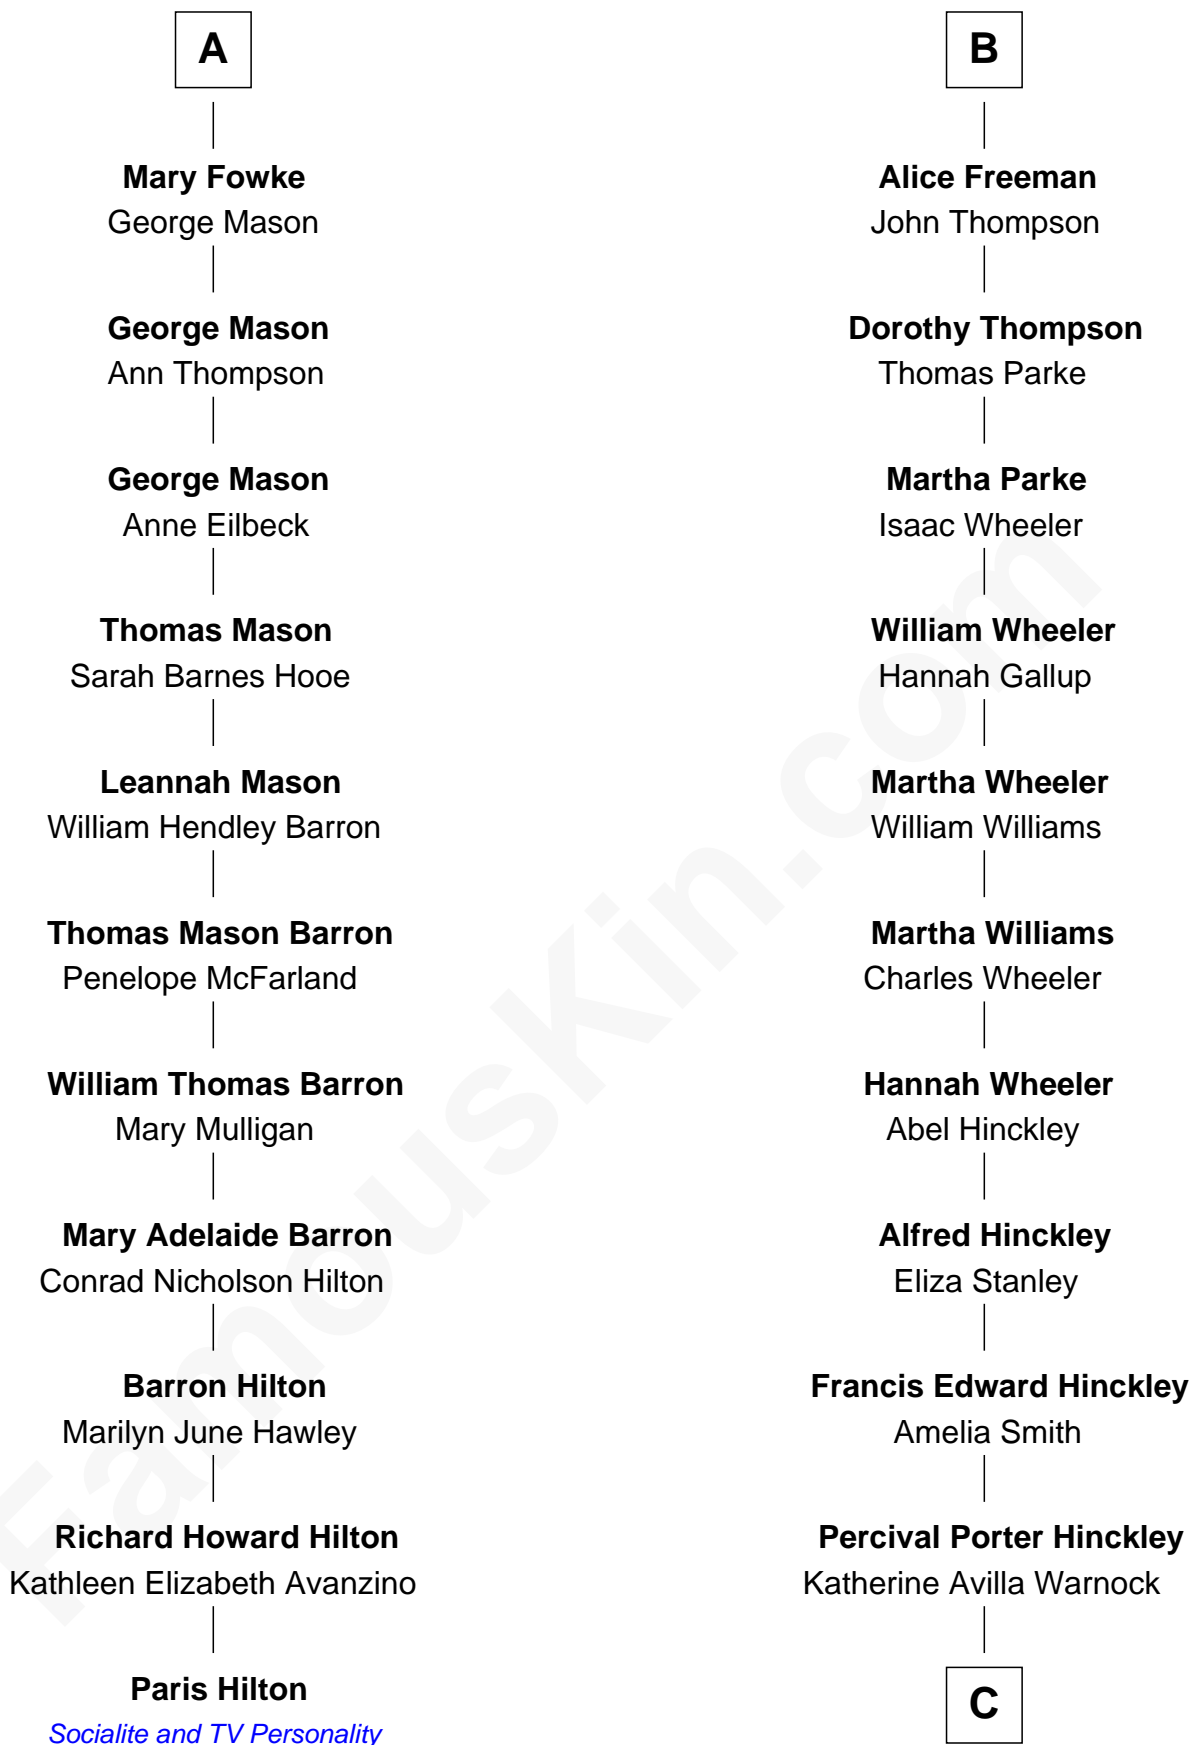 A
Mary Fowke
George Mason
George Mason
Ann Thompson
George Mason
Anne Eilbeck
Thomas Mason
Sarah Barnes Hooe
Leannah Mason
William Hendley Barron
Thomas Mason Barron
Penelope McFarland
William Thomas Barron
Mary Mulligan
Mary Adelaide Barron
Conrad Nicholson Hilton
Barron Hilton
Marilyn June Hawley
Richard Howard Hilton
Kathleen Elizabeth Avanzino
Paris Hilton
Socialite and TV Personality
B
Alice Freeman
John Thompson
Dorothy Thompson
Thomas Parke
Martha Parke
Isaac Wheeler
William Wheeler
Hannah Gallup
Martha Wheeler
William Williams
Martha Williams
Charles Wheeler
Hannah Wheeler
Abel Hinckley
Alfred Hinckley
Eliza Stanley
Francis Edward Hinckley
Amelia Smith
Percival Porter Hinckley
Katherine Avilla Warnock
C
FamousKin.com